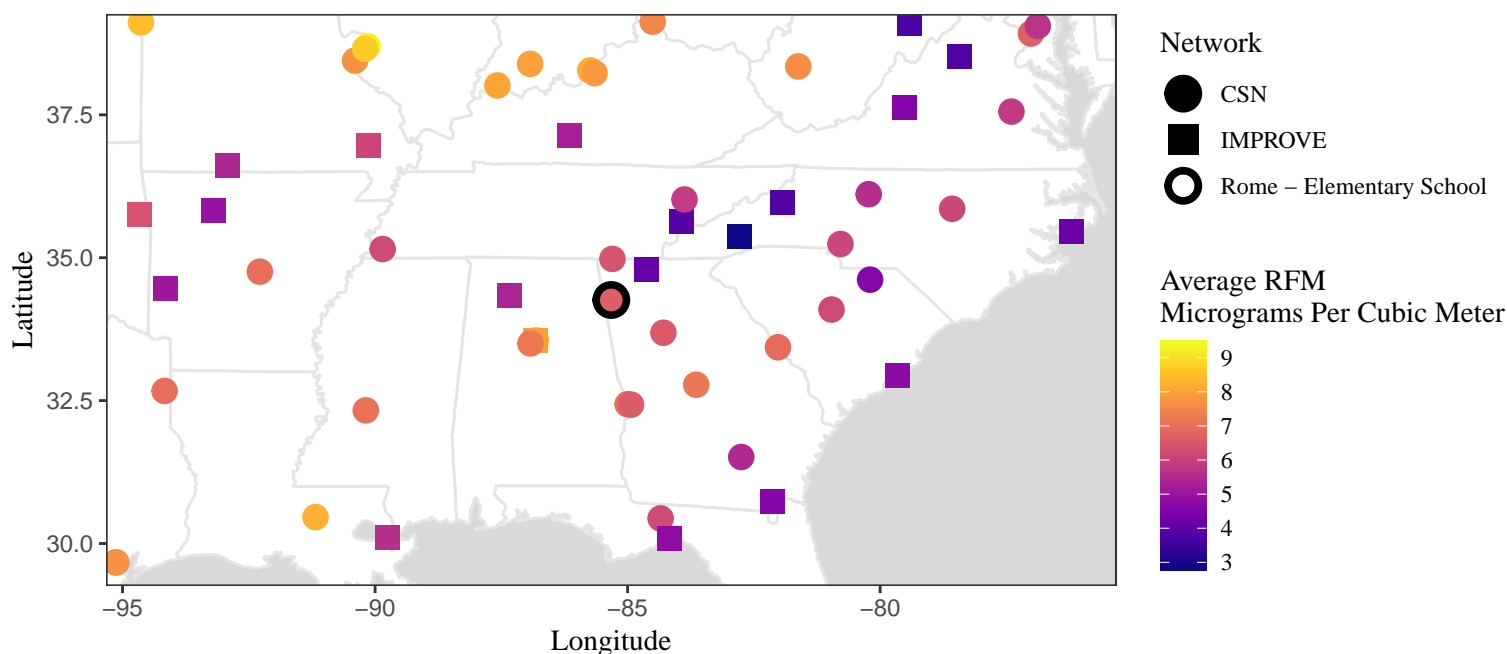 37.5
35.0
32.5
30.0
Latitude
−95
−90
−85
−80
Longitude
Network
CSN
IMPROVE
Rome − Elementary School
Average RFM
Micrograms Per Cubic Meter
9
8
7
6
5
4
3